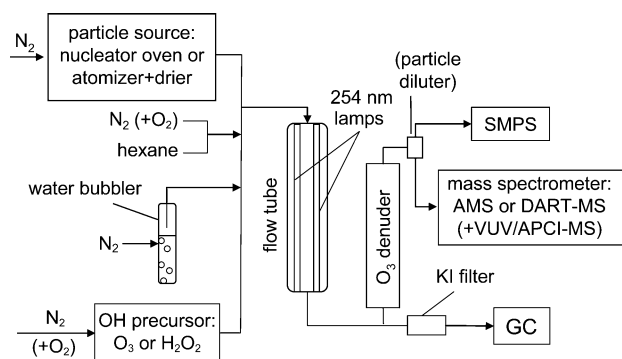 N₂
particle source:
nucleator oven or
atomizer+drier
N₂ (+O₂)
hexane
water bubbler
N₂
N₂
(+O₂)
OH precursor:
O₃ or H₂O₂
flow tube
254 nm
lamps
(particle
diluter)
O₃ denuder
SMPS
mass spectrometer:
AMS or DART-MS
(+VUV/APCI-MS)
KI filter
GC